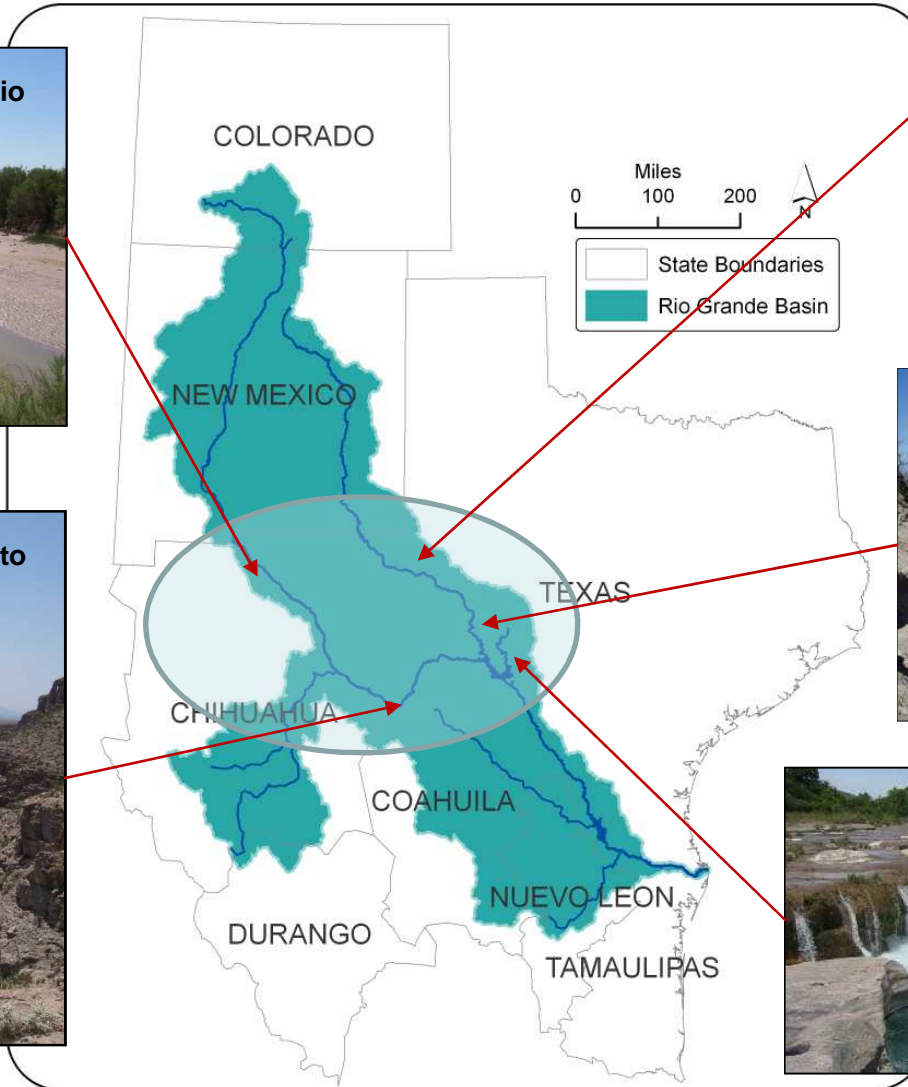 io
COLORADO
Miles
0 100 200
N
State Boundaries
Rio Grande Basin
NEW MEXICO
to
TEXAS
CHIHUAHUA
COAHUILA
NUEVO LEON
DURANGO
TAMAULIPAS